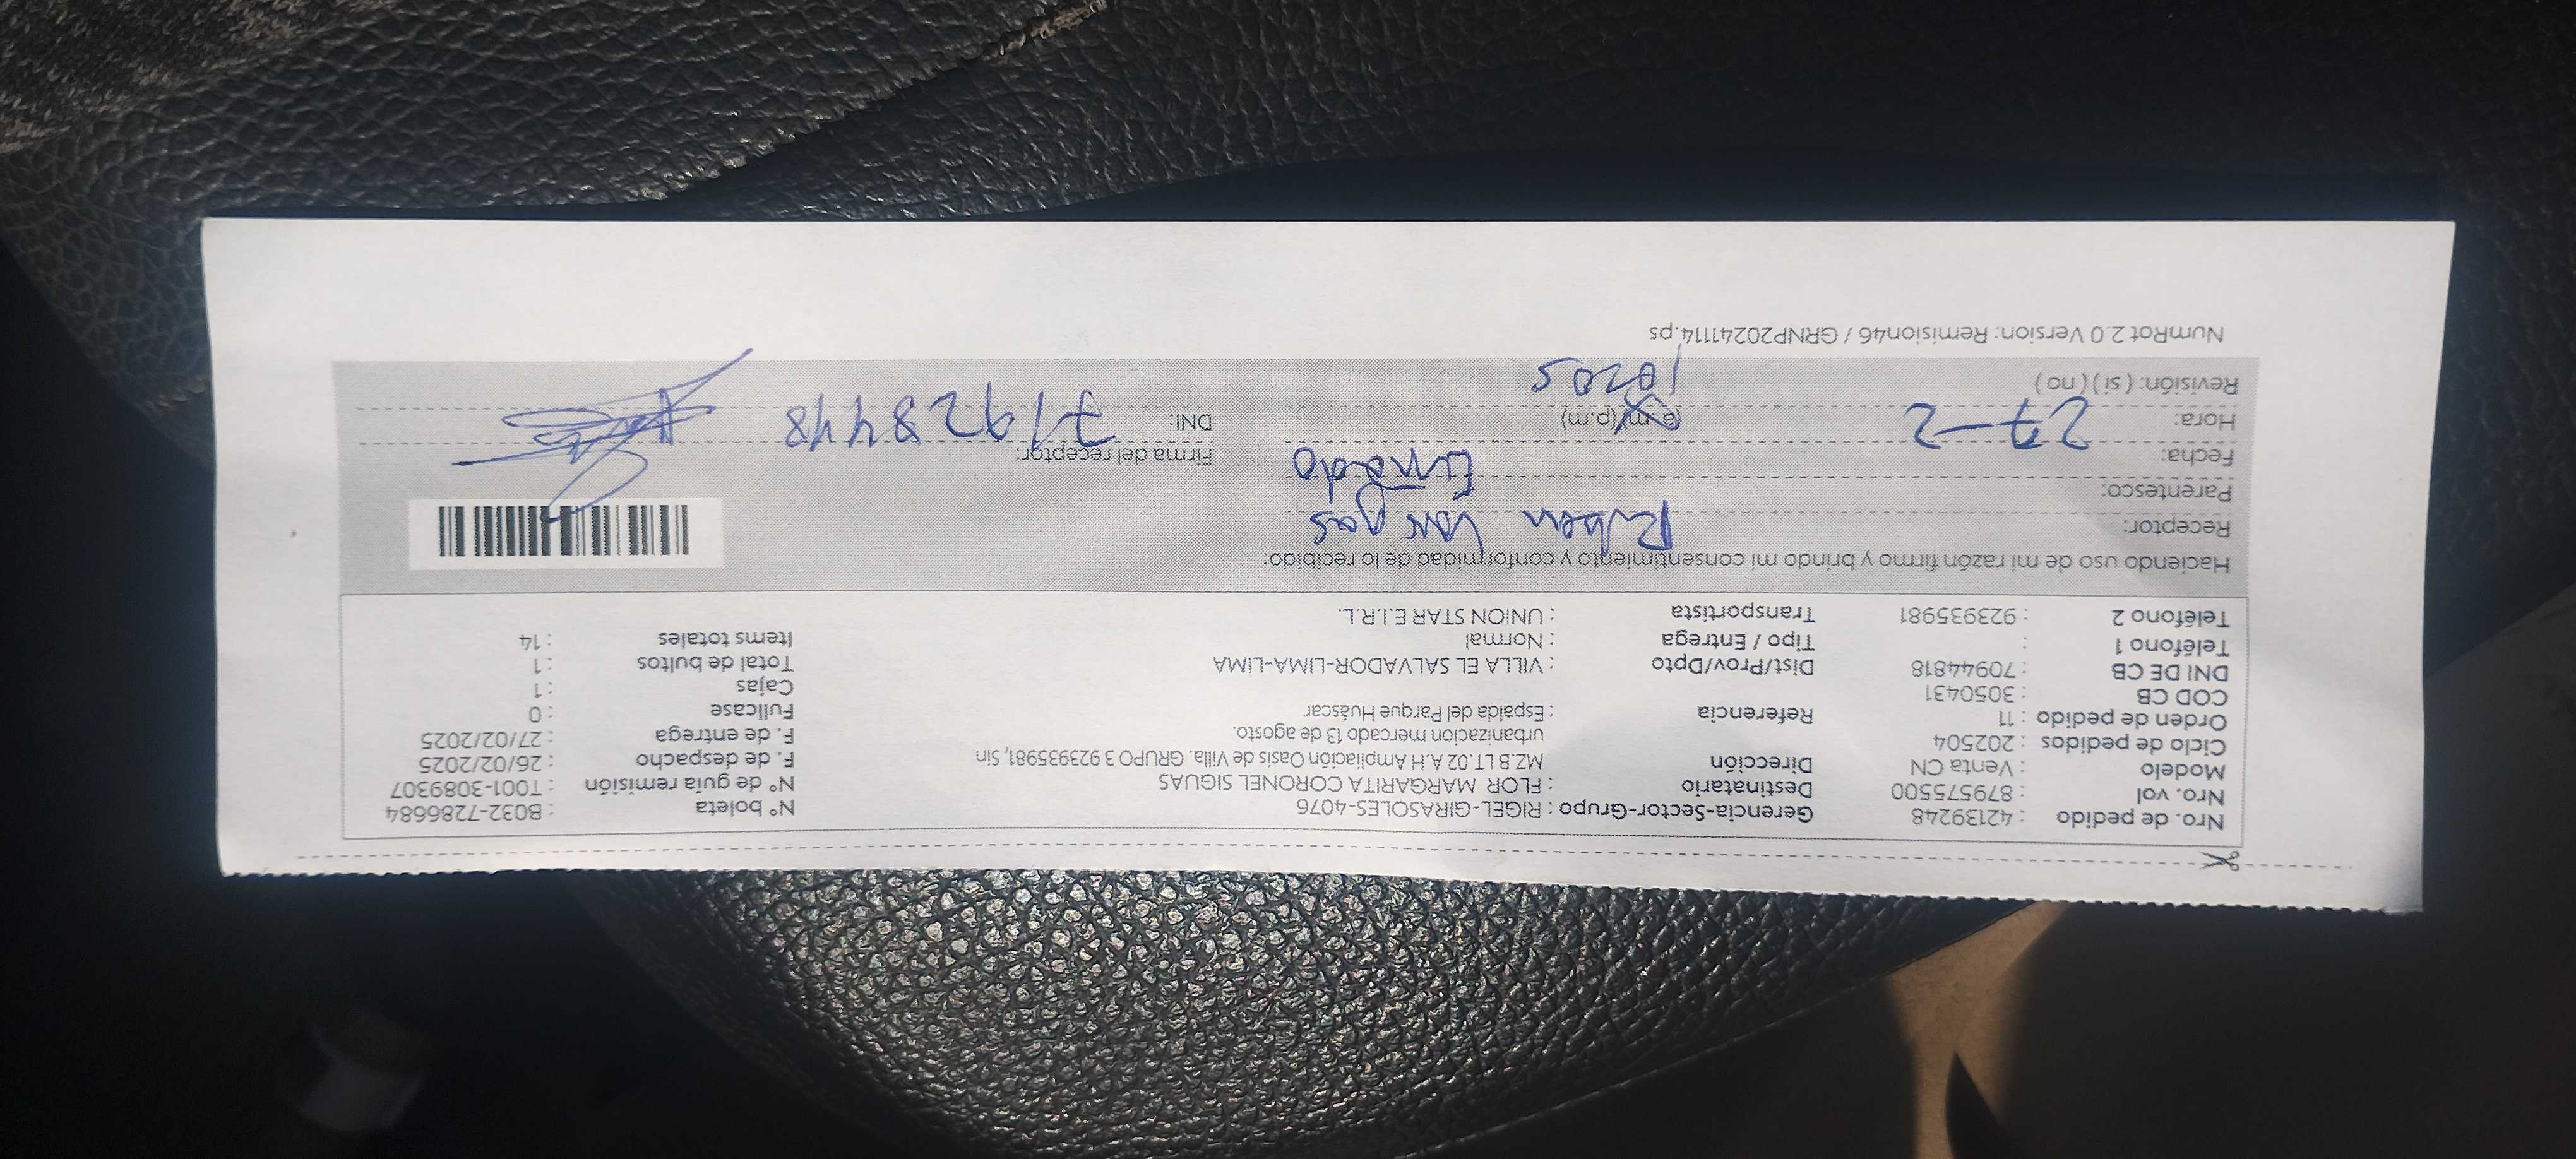 Nro. de pedido : 42139248 Gerencia-Sector-Grupo : RIGEL-GIRASOLES-4076 N° boleta : B032-7286684
Nro. vol : 879575500 Destinatario : FLOR MARGARITA CORONEL SIGUAS N° de guía remisión : T001-3089307
Modelo : Venta CN Dirección MZ.B LT.02 A.H Ampliación Oasis de Villa. GRUPO 3 923935981, Sin F. de despacho : 26/02/2025
Ciclo de pedidos : 202504 urbanizacion mercado 13 de agosto. F. de entrega : 27/02/2025
Orden de pedido : 11 Referencia : Espalda del Parque Huáscar Fullcase : 0
COD CB : 3050431 Cajas : 1
DNI DE CB : 70944818 Dist/Prov/Dpto : VILLA EL SALVADOR-LIMA-LIMA Total de bultos : 1
Teléfono 1 : Tipo / Entrega : Normal Items totales : 14
Teléfono 2 : 923935981 Transportista : UNION STAR E.I.R.L.
Haciendo uso de mi razón firmo y brindo mi consentimiento y conformidad de lo recibido:
Receptor: Ruben Vargas
Parentesco: Cuñado
Fecha: 27-2 Firma del receptor:
Hora: (a.m) (p.m) DNI: 71928448
Revisión: ( si ) ( no )
NumRot 2.0 Version: Remision46 / GRNP20241114.ps